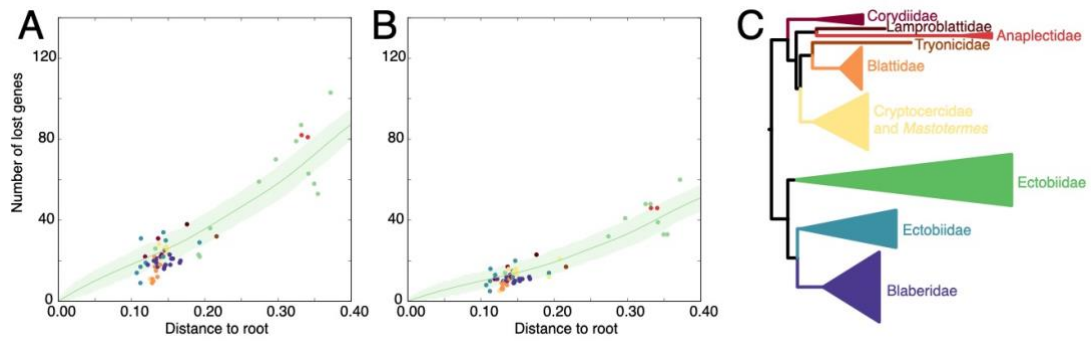 A
B
C
Number of lost genes
120
80
40
0
0.00 0.10 0.20 0.30 0.40
Distance to root
120
80
40
0
0.00 0.10 0.20 0.30 0.40
Distance to root
Corydiidae
Lamproblattidae
Anaplectidae
Tryonicidae
Blattidae
Cryptocercidae
and Mastotermes
Ectobiidae
Ectobiidae
Blaberidae